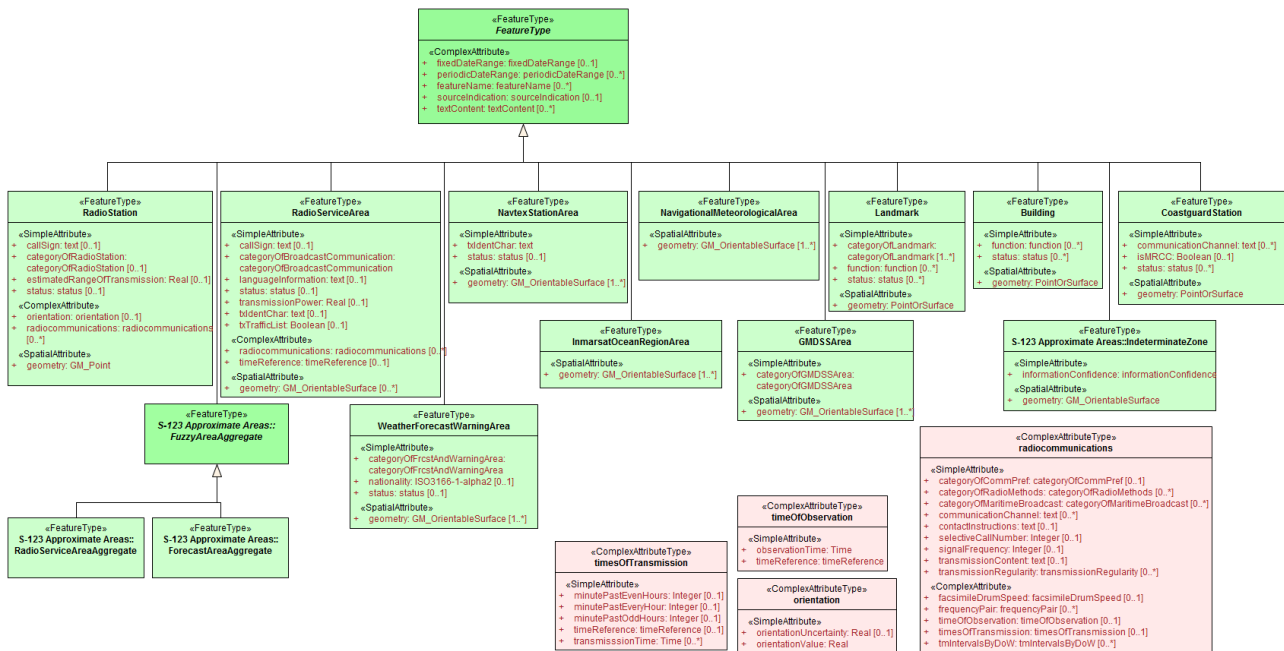 «FeatureType»
FeatureType
«ComplexAttribute»
+ fixedDateRange: fixedDateRange [0..1]
+ periodicDateRange: periodicDateRange [0..*]
+ featureName: featureName [0..*]
+ sourceIndication: sourceIndication [0..1]
+ textContent: textContent [0..*]
«FeatureType»
RadioStation
«SimpleAttribute»
+ callSign: text [0..1]
+ categoryOfRadioStation:
categoryOfRadioStation [0..1]
+ estimatedRangeOfTransmission: Real [0..1]
+ status: status [0..1]
«ComplexAttribute»
+ orientation: orientation [0..1]
+ radiocommunications: radiocommunications
[0..*]
«SpatialAttribute»
+ geometry: GM_Point
«FeatureType»
RadioServiceArea
«SimpleAttribute»
+ callSign: text [0..1]
+ categoryOfBroadcastCommunication:
categoryOfBroadcastCommunication
+ languageInformation: text [0..1]
+ status: status [0..1]
+ transmissionPower: Real [0..1]
+ txIdentChar: text [0..1]
+ txTrafficList: Boolean [0..1]
«ComplexAttribute»
+ radiocommunications: radiocommunications [0..*]
+ timeReference: timeReference [0..1]
«SpatialAttribute»
+ geometry: GM_OrientableSurface [0..*]
«FeatureType»
NavtexStationArea
«SimpleAttribute»
+ txIdentChar: text
+ status: status [0..1]
«SpatialAttribute»
+ geometry: GM_OrientableSurface [1..*]
«FeatureType»
NavigationalMeteorologicalArea
«SpatialAttribute»
+ geometry: GM_OrientableSurface [1..*]
«FeatureType»
Landmark
«SimpleAttribute»
+ categoryOfLandmark:
categoryOfLandmark [1..*]
+ function: function [0..*]
+ status: status [0..*]
«SpatialAttribute»
+ geometry: PointOrSurface
«FeatureType»
Building
«SimpleAttribute»
+ function: function [0..*]
+ status: status [0..*]
«SpatialAttribute»
+ geometry: PointOrSurface
«FeatureType»
CoastguardStation
«SimpleAttribute»
+ communicationChannel: text [0..*]
+ isMRCC: Boolean [0..1]
+ status: status [0..1]
«SpatialAttribute»
+ geometry: PointOrSurface
«FeatureType»
InmarsatOceanRegionArea
«SpatialAttribute»
+ geometry: GM_OrientableSurface [1..*]
«FeatureType»
GMDSSArea
«SimpleAttribute»
+ categoryOfGMDSSArea:
categoryOfGMDSSArea
«SpatialAttribute»
+ geometry: GM_OrientableSurface [1..*]
«FeatureType»
S-123 Approximate Areas::IndeterminateZone
«SimpleAttribute»
+ informationConfidence: informationConfidence
«SpatialAttribute»
+ geometry: GM_OrientableSurface
«FeatureType»
S-123 Approximate Areas::
FuzzyAreaAggregate
«FeatureType»
WeatherForecastWarningArea
«SimpleAttribute»
+ categoryOfFrcstAndWarningArea:
categoryOfFrcstAndWarningArea
+ nationality: ISO3166-1-alpha2 [0..1]
+ status: status [0..1]
«SpatialAttribute»
+ geometry: GM_OrientableSurface [1..*]
«FeatureType»
S-123 Approximate Areas::
RadioServiceAreaAggregate
«FeatureType»
S-123 Approximate Areas::
ForecastAreaAggregate
«ComplexAttributeType»
timesOfTransmission
«SimpleAttribute»
+ minutePastEvenHours: Integer [0..1]
+ minutePastEveryHour: Integer [0..1]
+ minutePastOddHours: Integer [0..1]
+ timeReference: timeReference [0..1]
+ transmsssionTime: Time [0..*]
«ComplexAttributeType»
timeOfObservation
«SimpleAttribute»
+ observationTime: Time
+ timeReference: timeReference
«ComplexAttributeType»
orientation
«SimpleAttribute»
+ orientationUncertainty: Real [0..1]
+ orientationValue: Real
«ComplexAttributeType»
radiocommunications
«SimpleAttribute»
+ categoryOfCommPref: categoryOfCommPref [0..1]
+ categoryOfRadioMethods: categoryOfRadioMethods [0..*]
+ categoryOfMaritimeBroadcast: categoryOfMaritimeBroadcast [0..*]
+ communicationChannel: text [0..*]
+ contactInstructions: text [0..1]
+ selectiveCallNumber: Integer [0..1]
+ signalFrequency: Integer [0..1]
+ transmissionContent: text [0..1]
+ transmissionRegularity: transmissionRegularity [0..*]
«ComplexAttribute»
+ facsimileDrumSpeed: facsimileDrumSpeed [0..1]
+ frequencyPair: frequencyPair [0..*]
+ timeOfObservation: timeOfObservation [0..1]
+ timesOfTransmission: timesOfTransmission [0..1]
+ tmIntervalsByDoW: tmIntervalsByDoW [0..*]